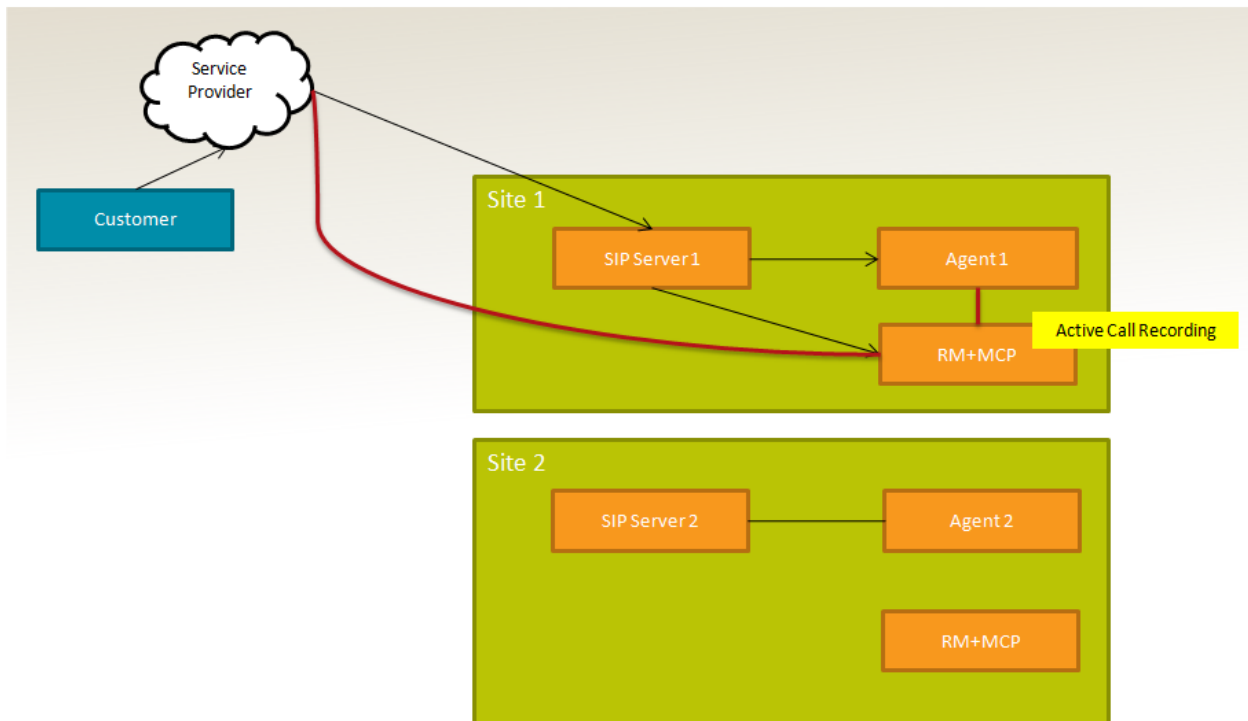 Service
Provider
Customer
Site 1
SIP Server 1
Agent 1
Active Call Recording
RM+MCP
Site 2
SIP Server 2
Agent 2
RM+MCP